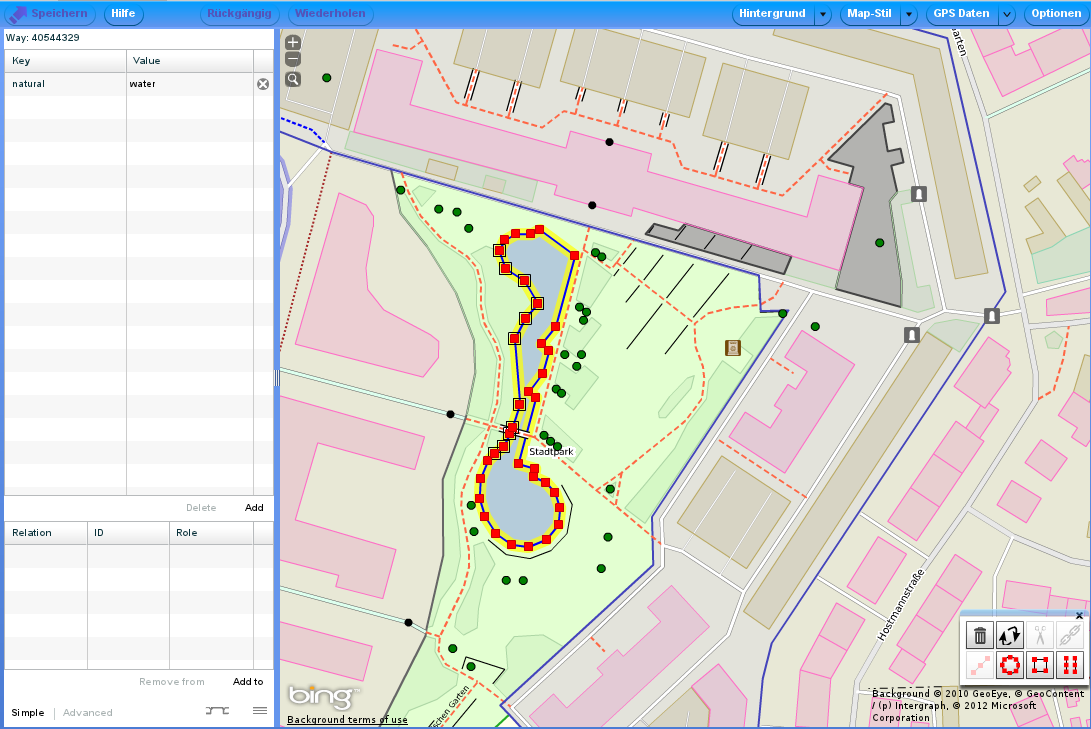 Speichern Hilfe Rückgängig Wiederholen Hintergrund Map-Stil GPS Daten Optionen
Way: 40544329
Key Value
natural water
Delete Add
Relation ID Role
Remove from Add to
Simple Advanced
Stadtpark
Hostmannstraße
schen Garten
Garten
bing™
Background terms of use
Background © 2010 GeoEye, © GeoContent
/ (p) Intergraph, © 2012 Microsoft
Corporation